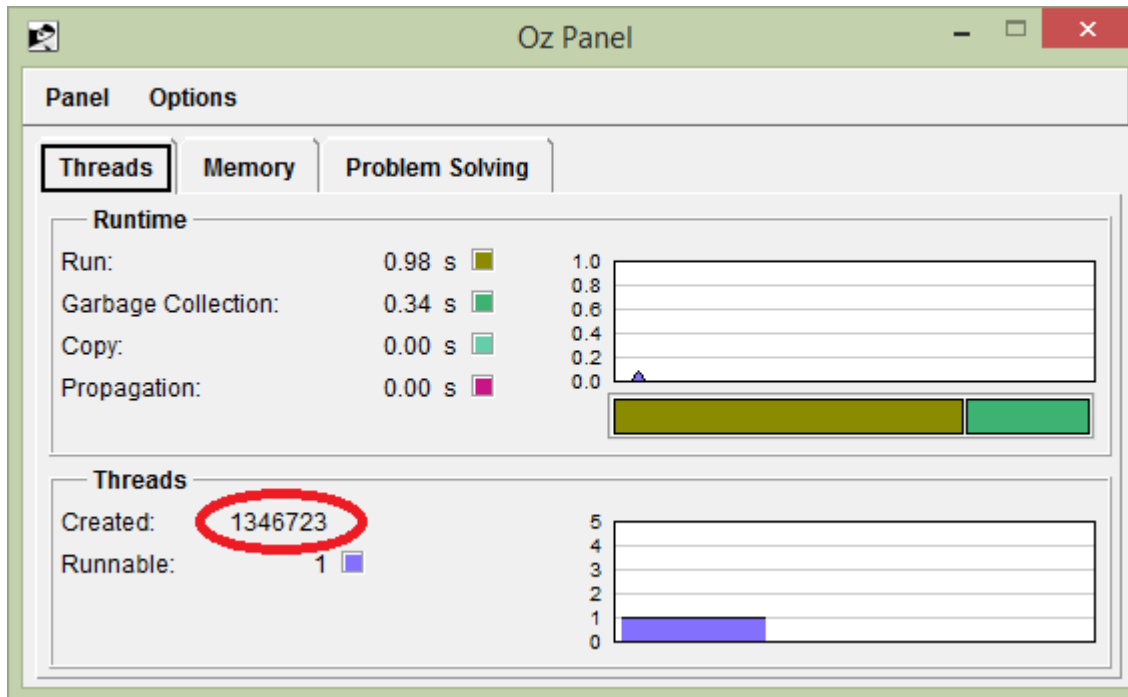 Oz Panel
Panel Options
Threads Memory Problem Solving
Runtime
Run: 0.98 s
Garbage Collection: 0.34 s
Copy: 0.00 s
Propagation: 0.00 s
1.0
0.8
0.6
0.4
0.2
0.0
Threads
Created: 1346723
Runnable: 1
5
4
3
2
1
0